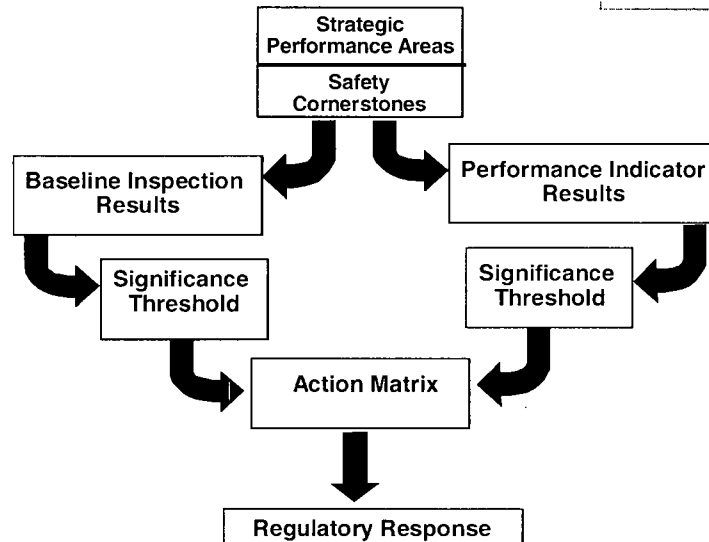 Strategic
Performance Areas
Safety
Cornerstones
Baseline Inspection
Results
Performance Indicator
Results
Significance
Threshold
Significance
Threshold
Action Matrix
Regulatory Response